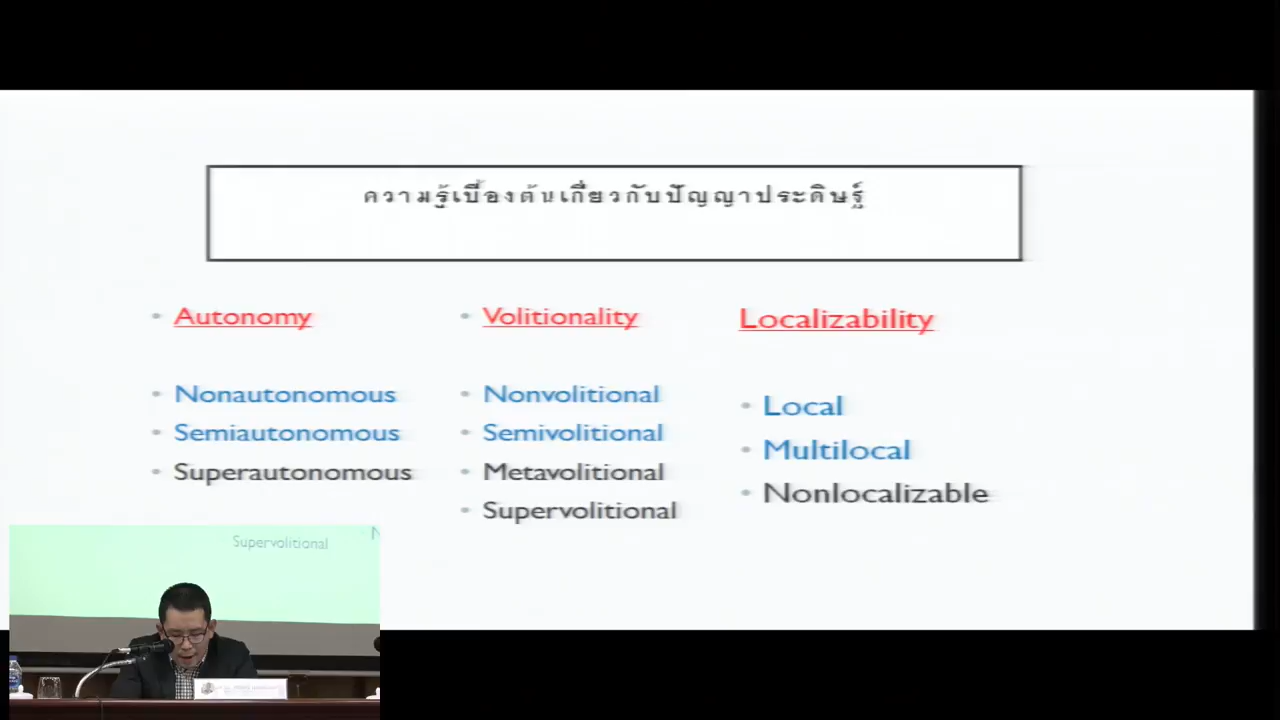 ความรู้เบื้องต้นเกี่ยวกับปัญญาประดิษฐ์
Autonomy
Nonautonomous
Semiautonomous
Superautonomous
Volitionality
Nonvolitional
Semivolitional
Metavolitional
Supervolitional
Localizability
Local
Multilocal
Nonlocalizable
Supervolitional
N